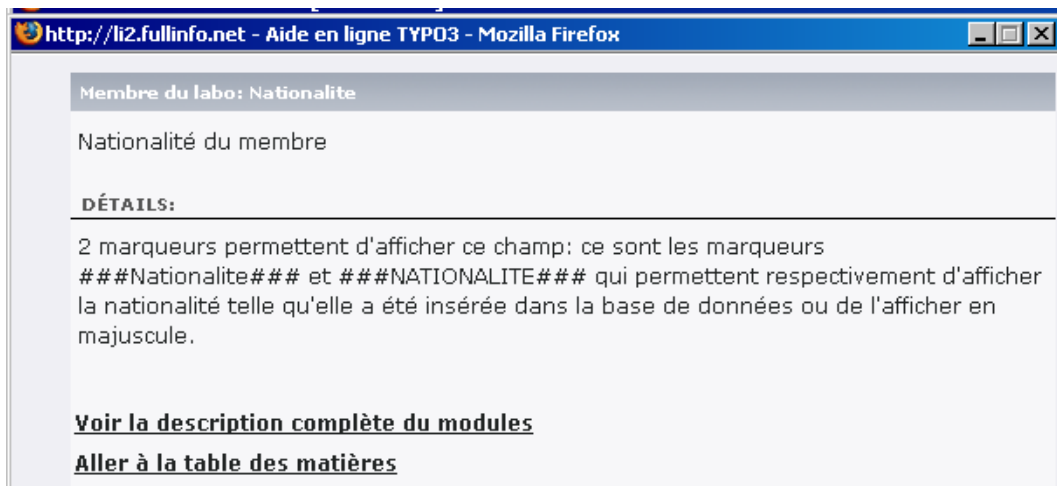 http://li2.fullinfo.net - Aide en ligne TYPO3 - Mozilla Firefox
Membre du labo: Nationalite
Nationalité du membre
DÉTAILS:
2 marqueurs permettent d'afficher ce champ: ce sont les marqueurs
###Nationalite### et ###NATIONALITE### qui permettent respectivement d'afficher
la nationalité telle qu'elle a été insérée dans la base de données ou de l'afficher en
majuscule.
Voir la description complète du modules
Aller à la table des matières